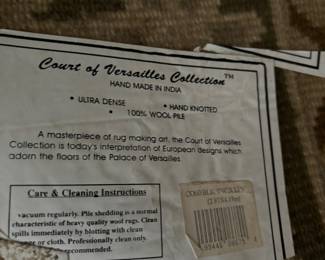 Court of Versailles Collection™
HAND MADE IN INDIA
• ULTRA DENSE • HAND KNOTTED
• 100% WOOL PILE
A masterpiece of rug making art, the Court of Versailles
Collection is today's interpretation of European designs which
adorn the floors of the Palace of Versailles
Care & Cleaning Instructions
vacuum regularly. Pile shedding is a normal
characteristic of heavy quality wool rugs. Clean
spills immediately by blotting with clean
or cloth. Professionally clean only
recommended.